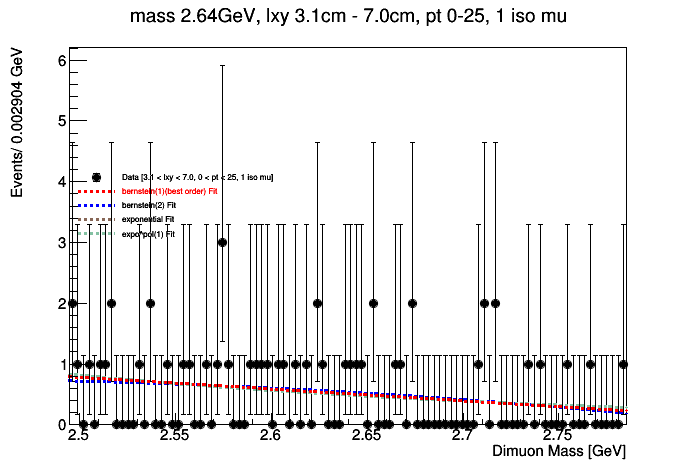 mass 2.64GeV, lxy 3.1cm - 7.0cm, pt 0-25, 1 iso mu
Events/ 0.002904 GeV
6
5
4
3
2
1
0
Data [3.1 < lxy < 7.0, 0 < pt < 25, 1 iso mu]
bernstein(1)(best order) Fit
bernstein(2) Fit
exponential Fit
expo*pol(1) Fit
2.5 2.55 2.6 2.65 2.7 2.75
Dimuon Mass [GeV]